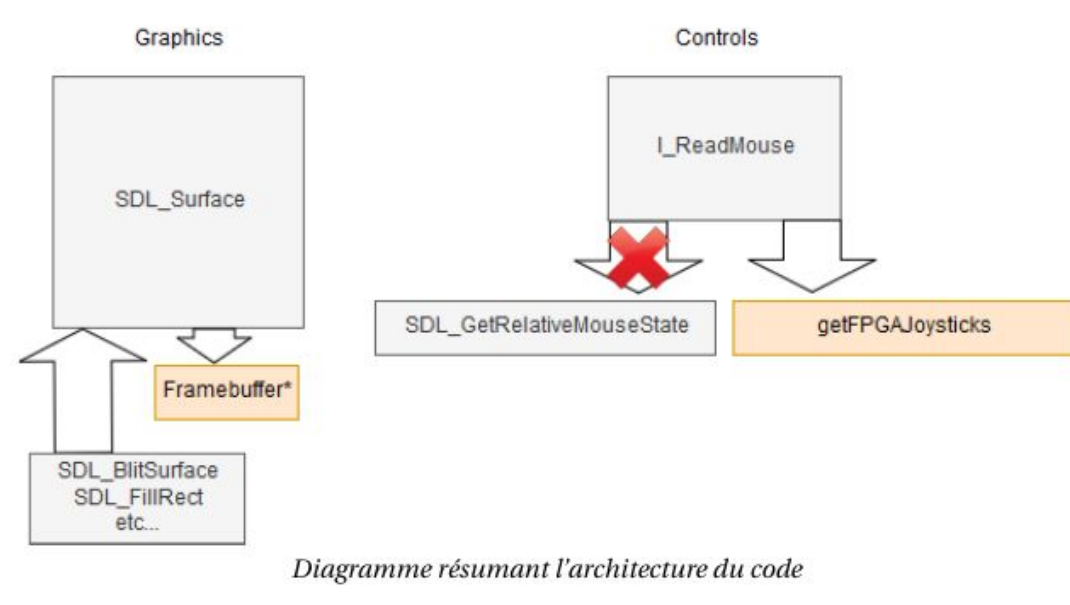 Graphics
SDL_Surface
Framebuffer*
SDL_BlitSurface
SDL_FillRect
etc...
Controls
I_ReadMouse
SDL_GetRelativeMouseState
getFPGAJoysticks
Diagramme résumant l'architecture du code